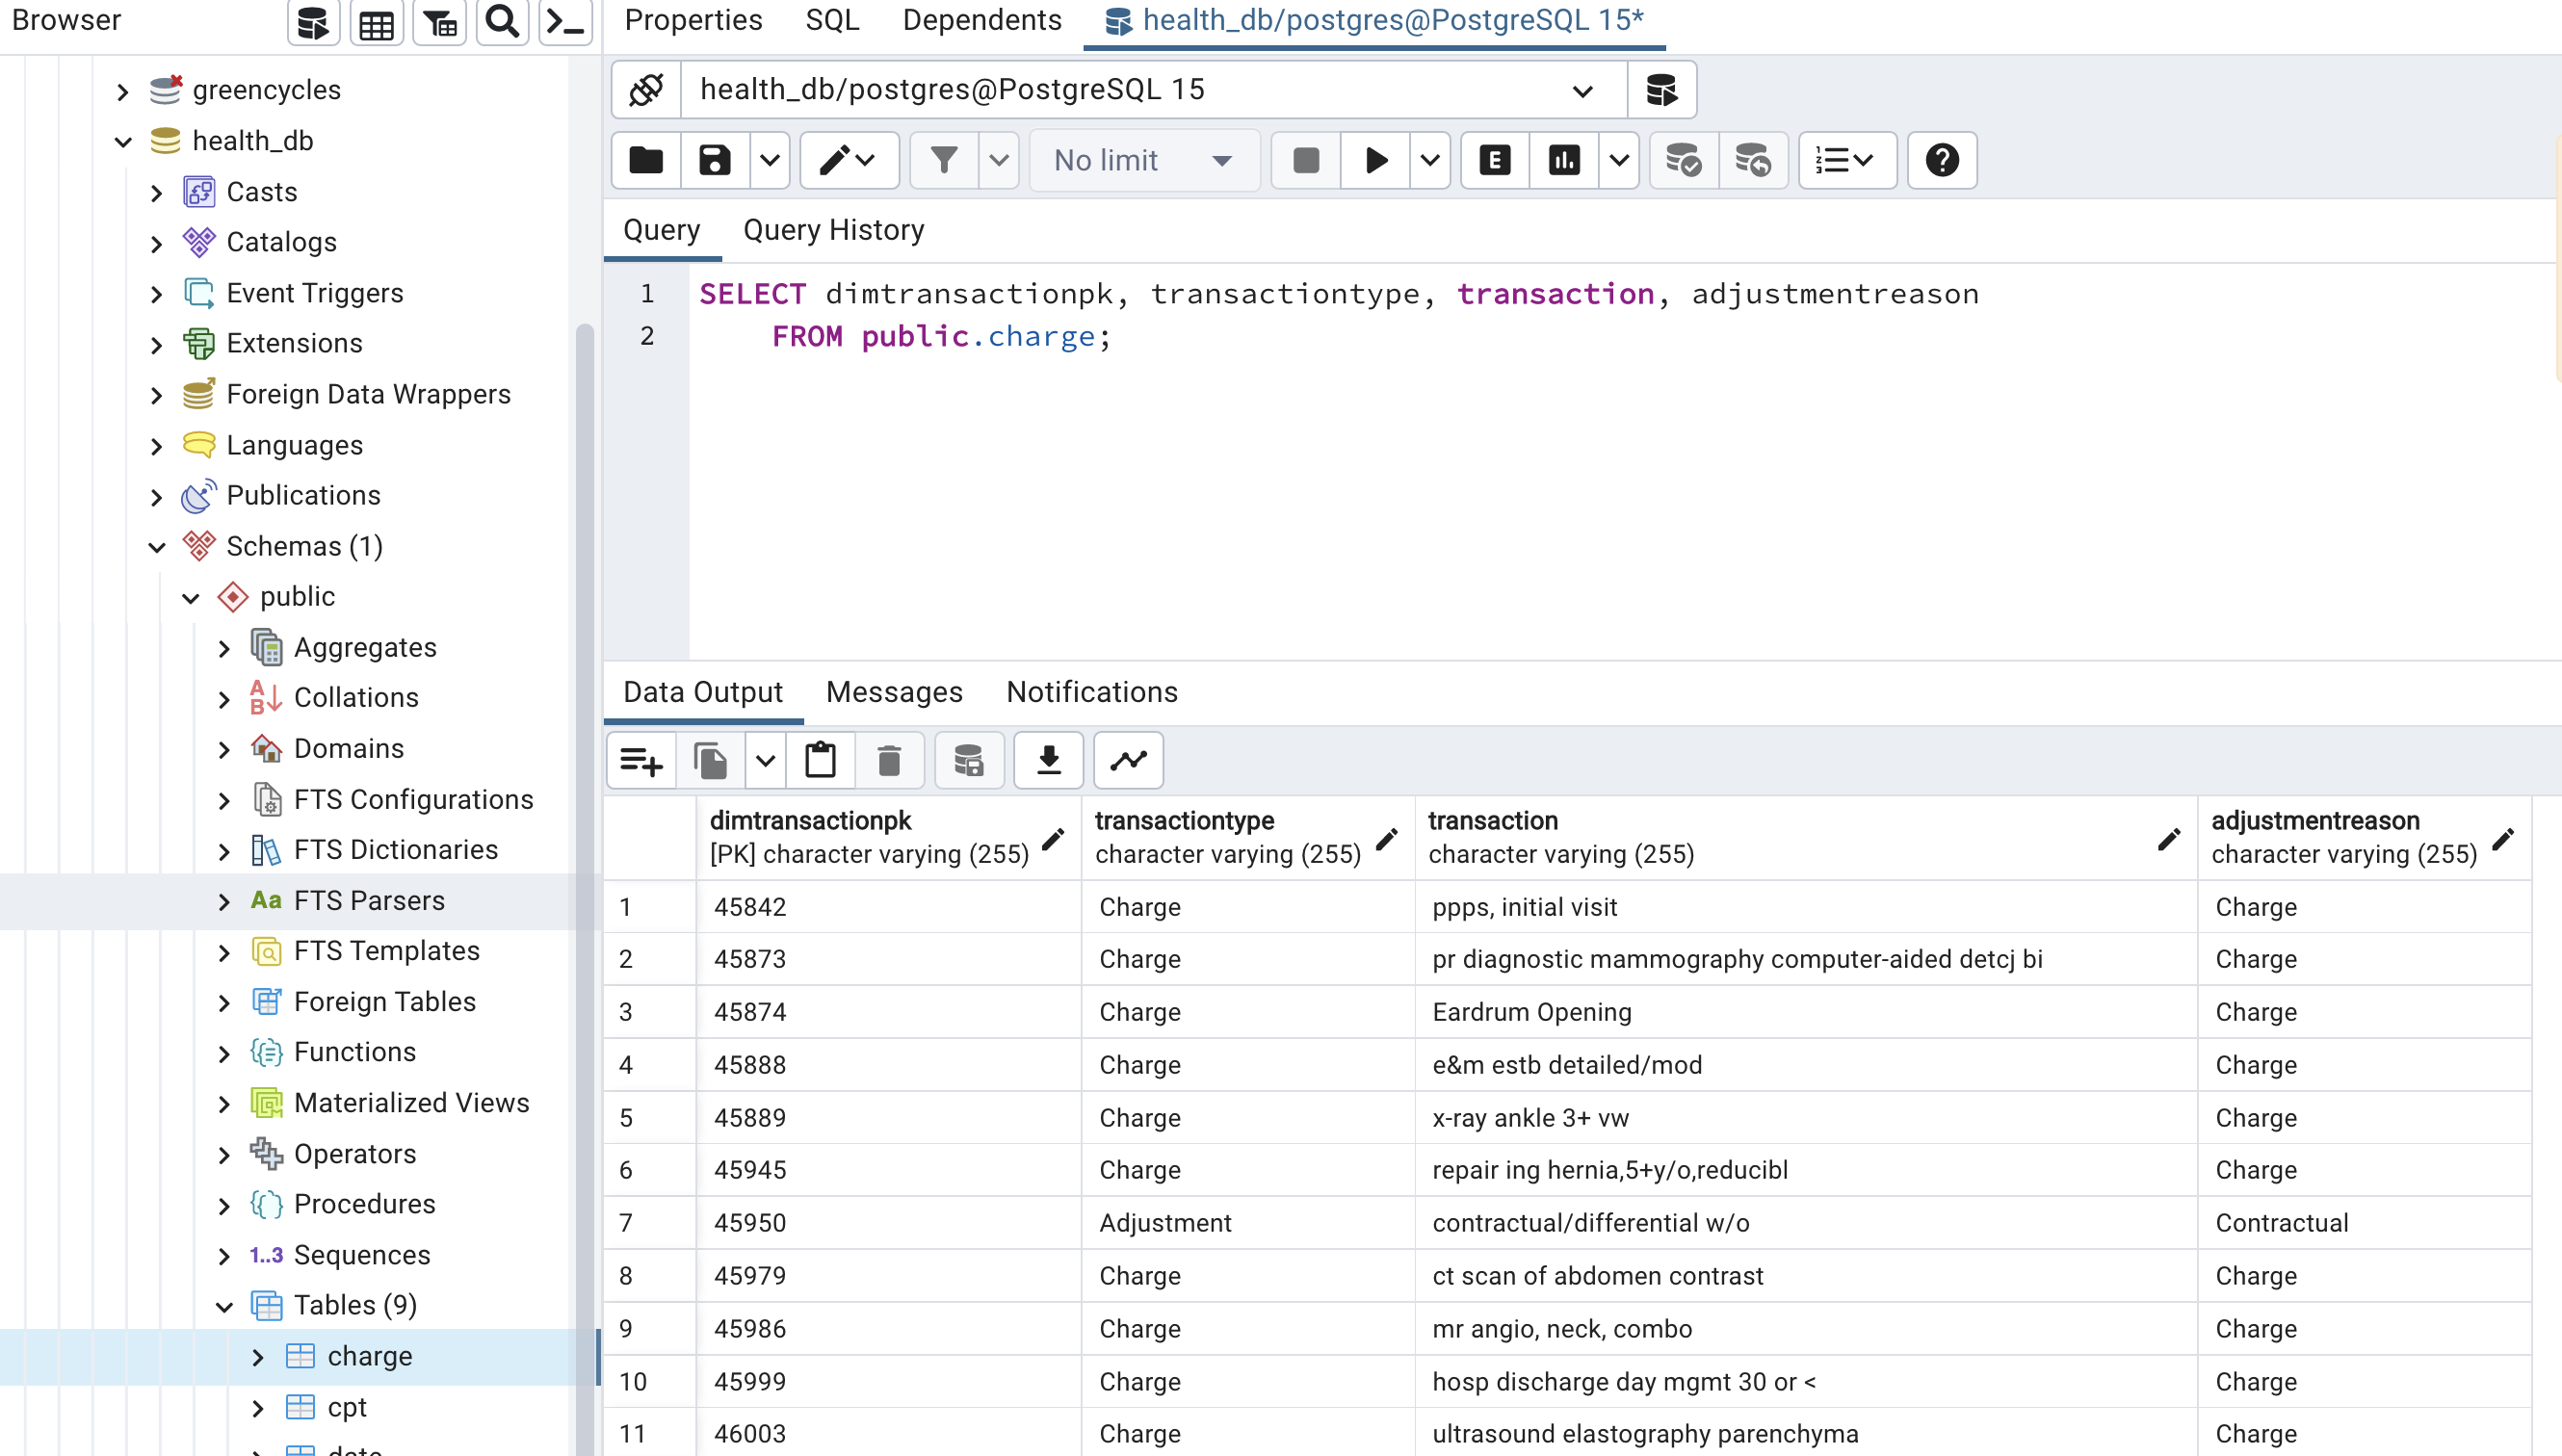 Browser
greencycles
health_db
Casts
Catalogs
Event Triggers
Extensions
Foreign Data Wrappers
Languages
Publications
Schemas (1)
public
Aggregates
Collations
Domains
FTS Configurations
FTS Dictionaries
Aa FTS Parsers
FTS Templates
Foreign Tables
Functions
Materialized Views
Operators
Procedures
1..3 Sequences
Tables (9)
charge
cpt
date
Properties SQL Dependents health_db/postgres@PostgreSQL 15*
health_db/postgres@PostgreSQL 15
No limit E
Query Query History
1 SELECT dimtransactionpk, transactiontype, transaction, adjustmentreason
2 FROM public.charge;
Data Output Messages Notifications
dimtransactionpk transactiontype transaction adjustmentreason
[PK] character varying (255) character varying (255) character varying (255) character varying (255)
1 45842 Charge ppps, initial visit Charge
2 45873 Charge pr diagnostic mammography computer-aided detcj bi Charge
3 45874 Charge Eardrum Opening Charge
4 45888 Charge e&m estb detailed/mod Charge
5 45889 Charge x-ray ankle 3+ vw Charge
6 45945 Charge repair ing hernia,5+y/o,reducibl Charge
7 45950 Adjustment contractual/differential w/o Contractual
8 45979 Charge ct scan of abdomen contrast Charge
9 45986 Charge mr angio, neck, combo Charge
10 45999 Charge hosp discharge day mgmt 30 or < Charge
11 46003 Charge ultrasound elastography parenchyma Charge